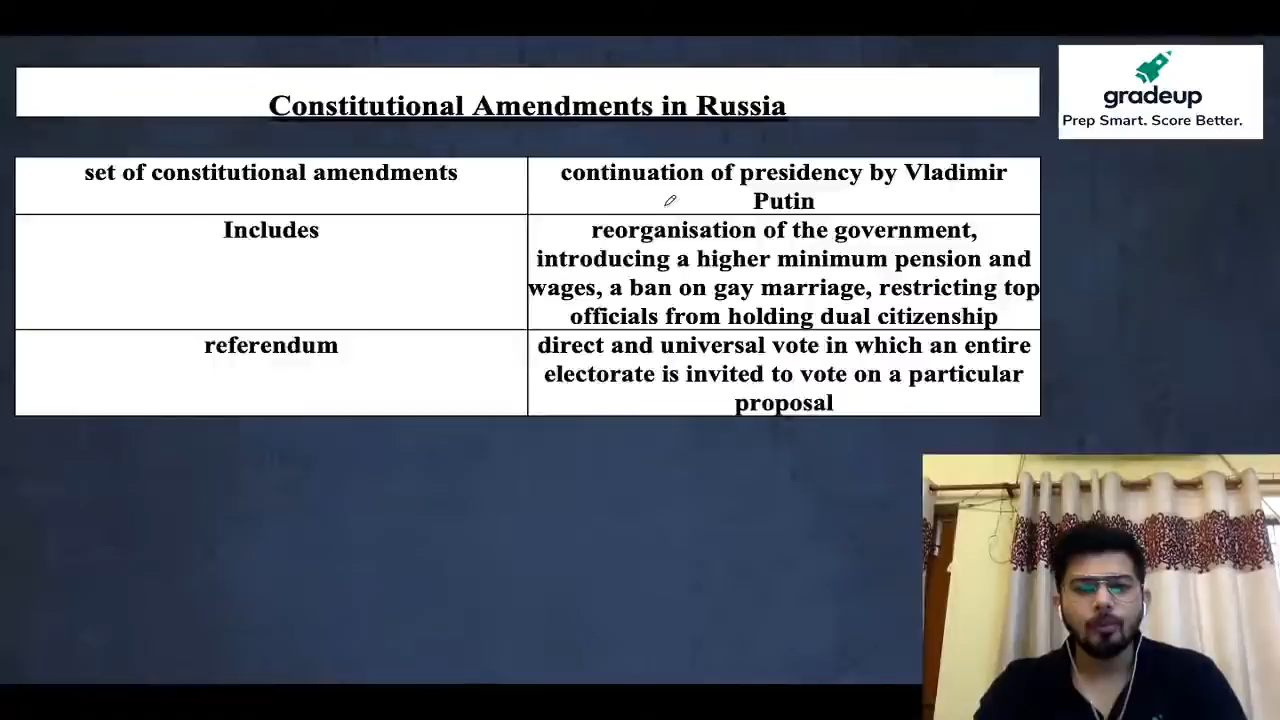 Constitutional Amendments in Russia
gradeup
Prep Smart. Score Better.
set of constitutional amendments
continuation of presidency by Vladimir
Putin
Includes
reorganisation of the government,
introducing a higher minimum pension and
wages, a ban on gay marriage, restricting top
officials from holding dual citizenship
referendum
direct and universal vote in which an entire
electorate is invited to vote on a particular
proposal